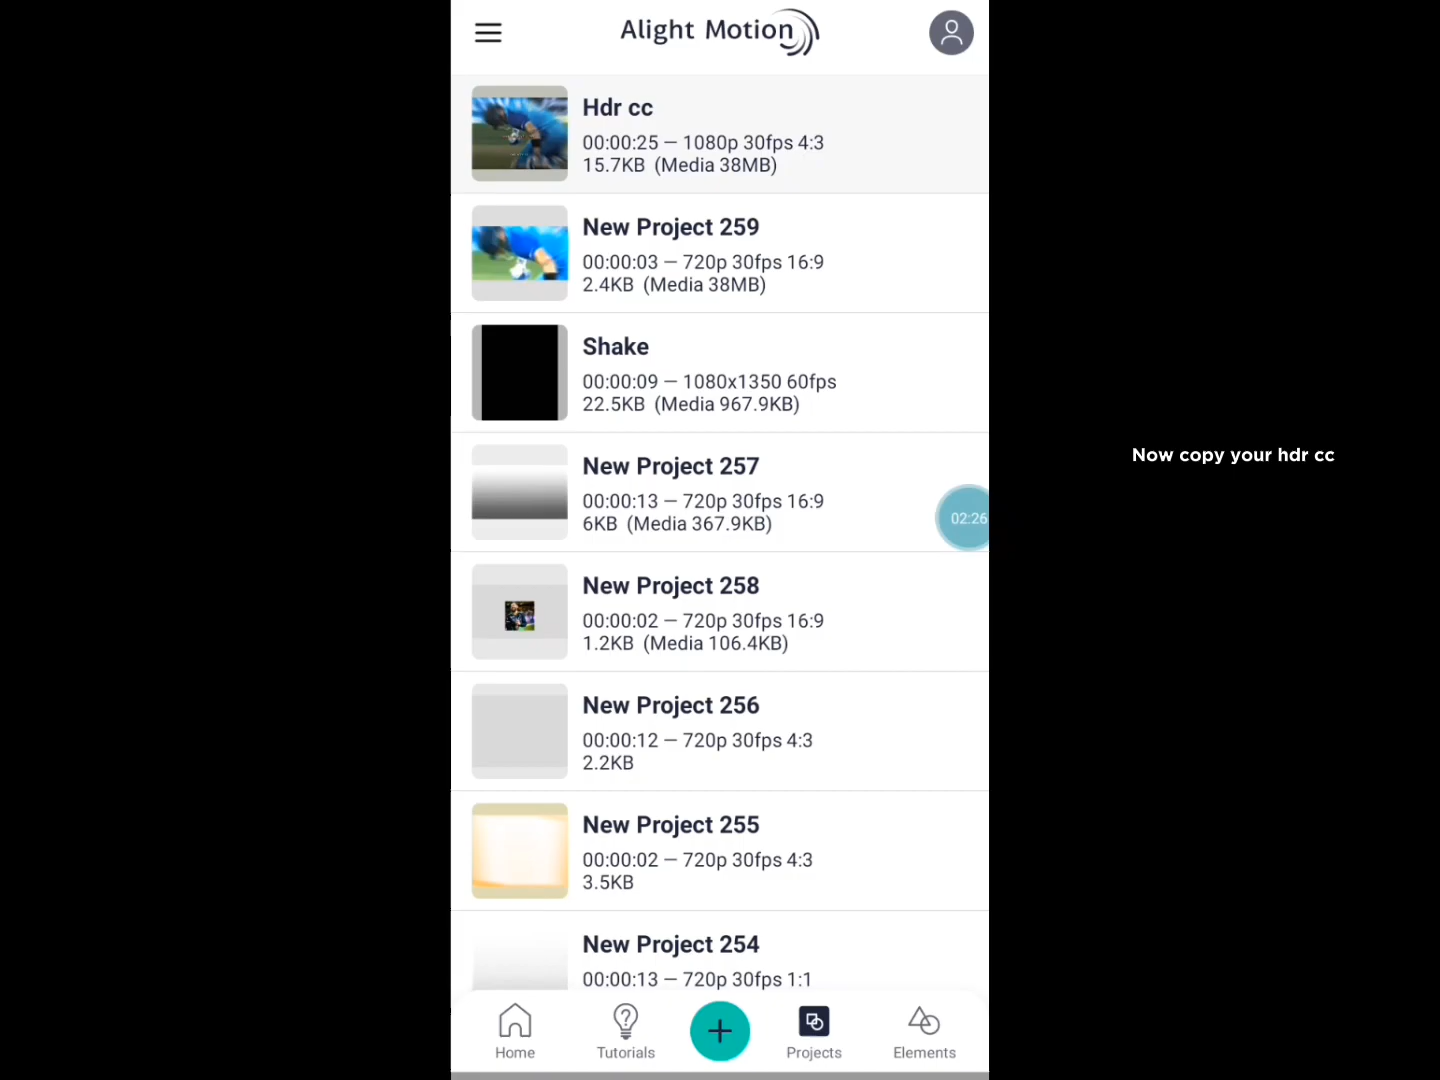 Alight Motion
Hdr cc
00:00:25 — 1080p 30fps 4:3
15.7KB (Media 38MB)
New Project 259
00:00:03 — 720p 30fps 16:9
2.4KB (Media 38MB)
Shake
00:00:09 — 1080x1350 60fps
22.5KB (Media 967.9KB)
New Project 257
00:00:13 — 720p 30fps 16:9
6KB (Media 367.9KB)
02:26
Now copy your hdr cc
New Project 258
00:00:02 — 720p 30fps 16:9
1.2KB (Media 106.4KB)
New Project 256
00:00:12 — 720p 30fps 4:3
2.2KB
New Project 255
00:00:02 — 720p 30fps 4:3
3.5KB
New Project 254
00:00:13 — 720p 30fps 1:1
Home
Tutorials
Projects
Elements